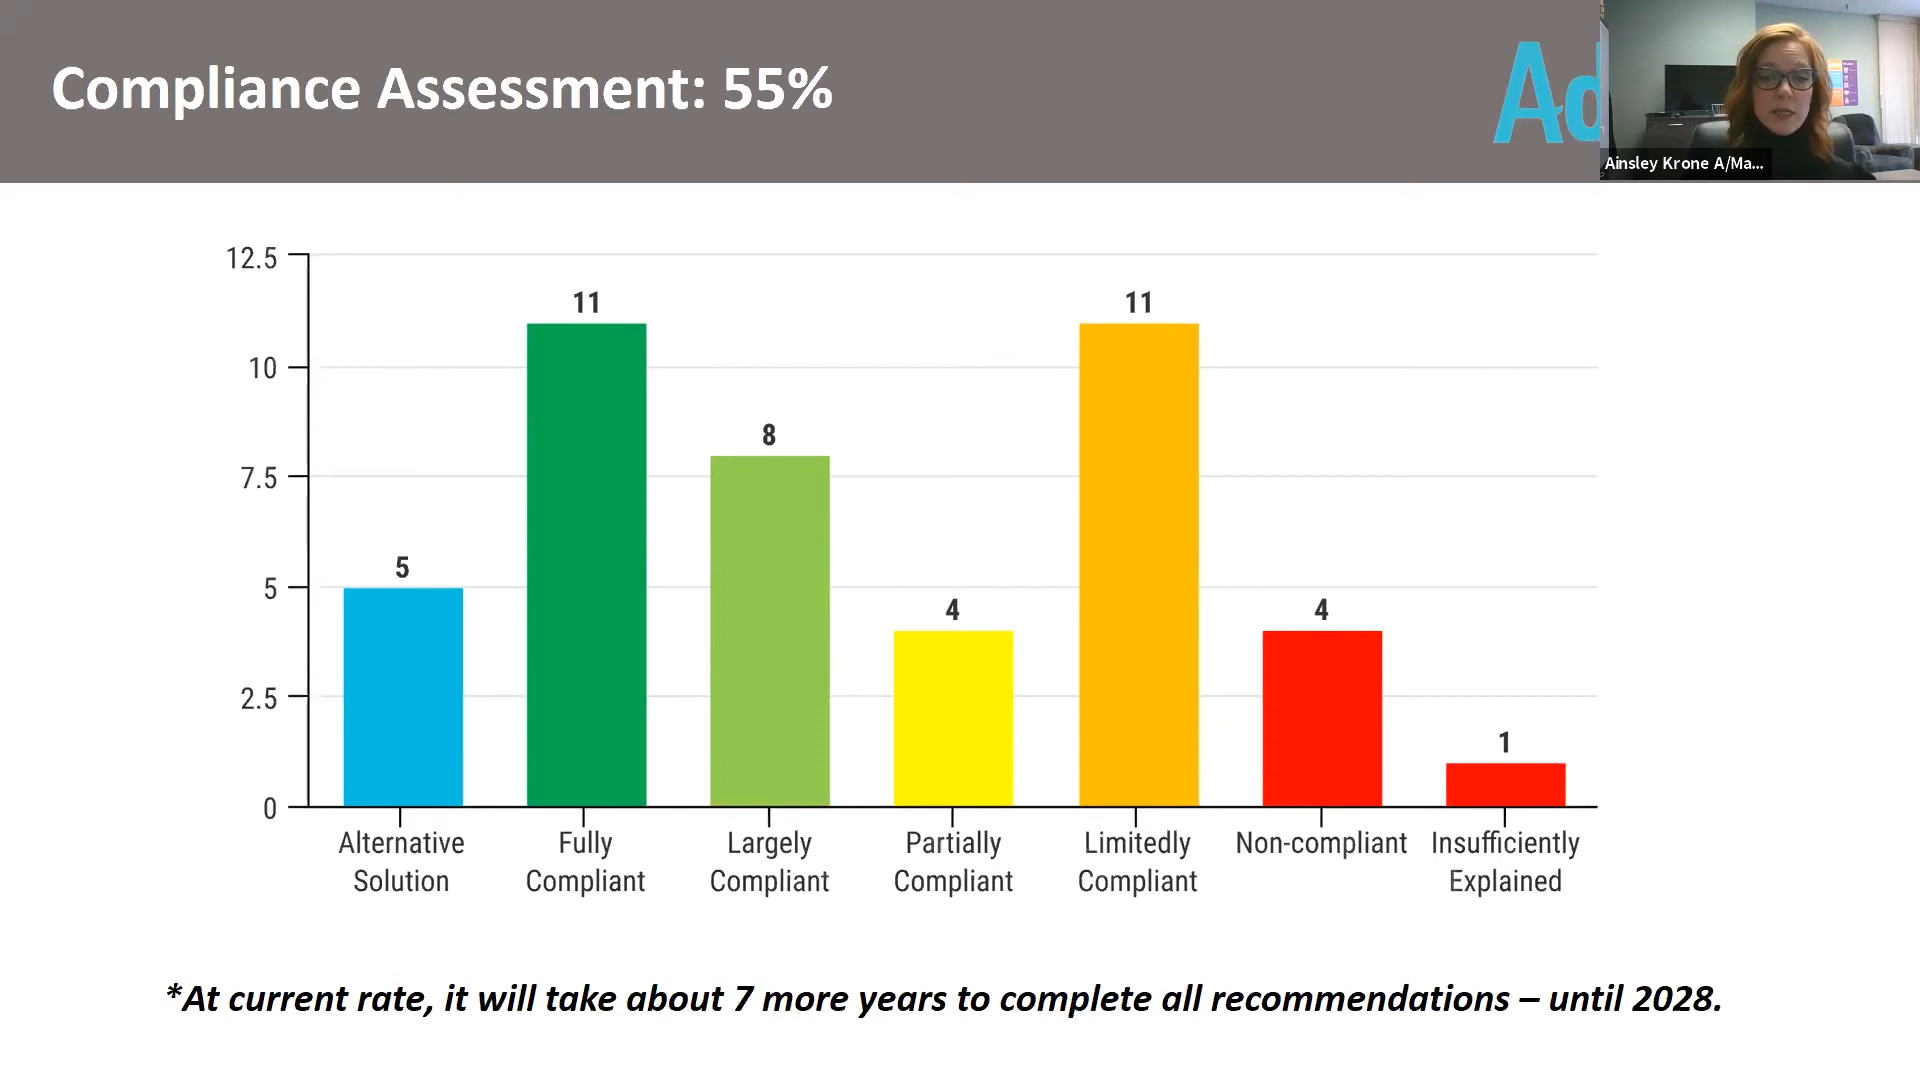 Compliance Assessment: 55%
Ad
Ainsley Krone A/Ma...
12.5
10
7.5
5
2.5
0
5
11
8
4
11
4
1
Alternative
Solution
Fully
Compliant
Largely
Compliant
Partially
Compliant
Limitedly
Compliant
Non-compliant
Insufficiently
Explained
*At current rate, it will take about 7 more years to complete all recommendations – until 2028.